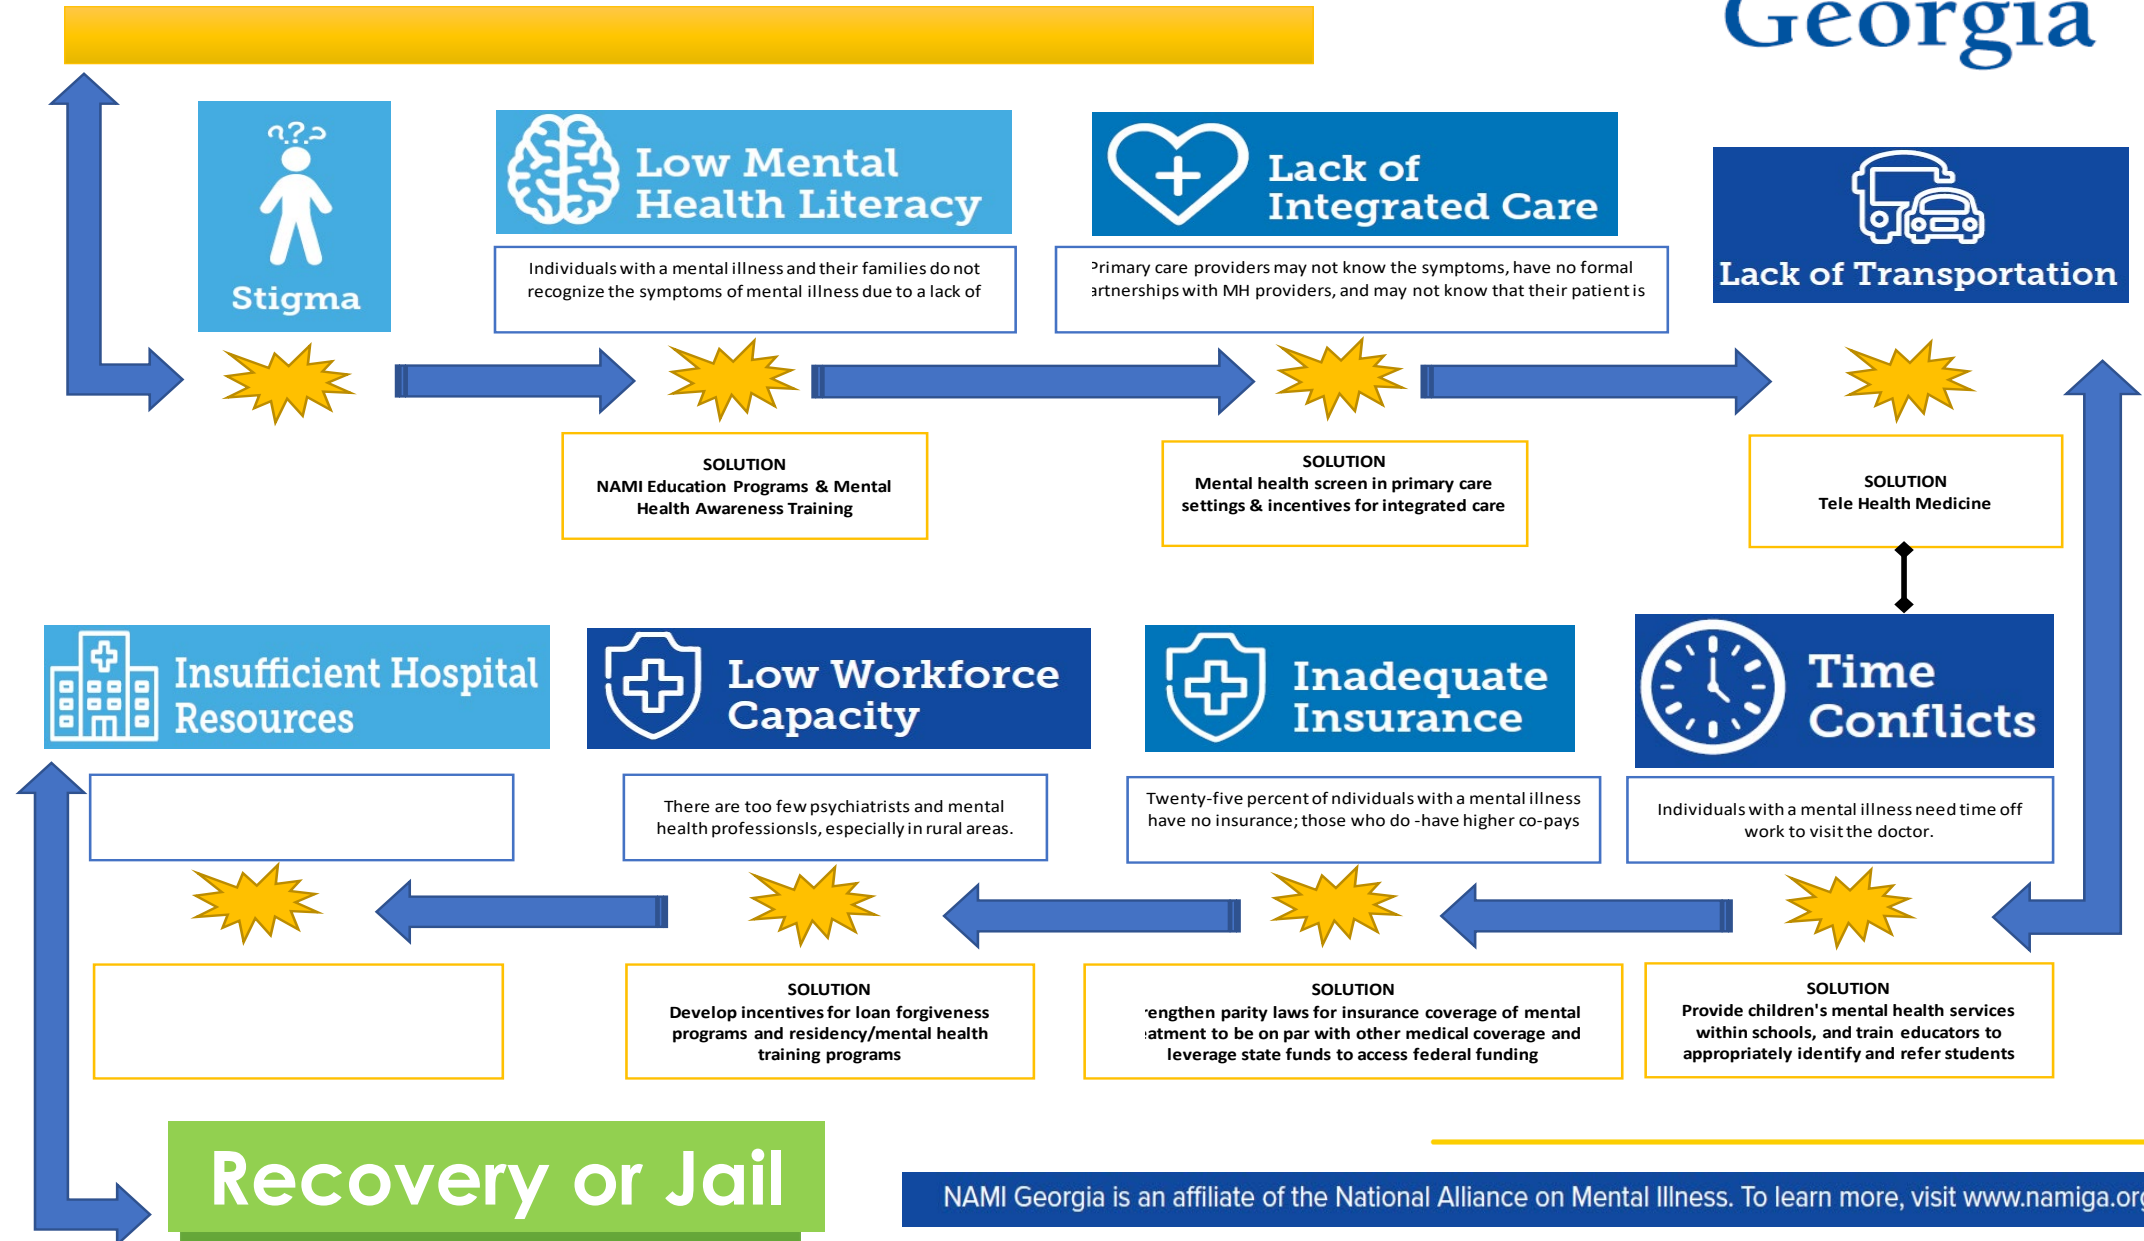 Georgia
?
Stigma
Low Mental
Health Literacy
Individuals with a mental illness and their families do not
recognize the symptoms of mental illness due to a lack of
Lack of
Integrated Care
Primary care providers may not know the symptoms, have no formal
artnerships with MH providers, and may not know that their patient is
Lack of Transportation
SOLUTION
NAMI Education Programs & Mental
Health Awareness Training
SOLUTION
Mental health screen in primary care
settings & incentives for integrated care
SOLUTION
Tele Health Medicine
Insufficient Hospital
Resources
Low Workforce
Capacity
There are too few psychiatrists and mental
health professionsls, especially in rural areas.
Inadequate
Insurance
Twenty-five percent of ndividuals with a mental illness
have no insurance; those who do -have higher co-pays
Time
Conflicts
Individuals with a mental illness need time off
work to visit the doctor.
SOLUTION
Develop incentives for loan forgiveness
programs and residency/mental health
training programs
SOLUTION
rengthen parity laws for insurance coverage of mental
eatment to be on par with other medical coverage and
leverage state funds to access federal funding
SOLUTION
Provide children's mental health services
within schools, and train educators to
appropriately identify and refer students
Recovery or Jail
NAMI Georgia is an affiliate of the National Alliance on Mental Illness. To learn more, visit www.namiga.org